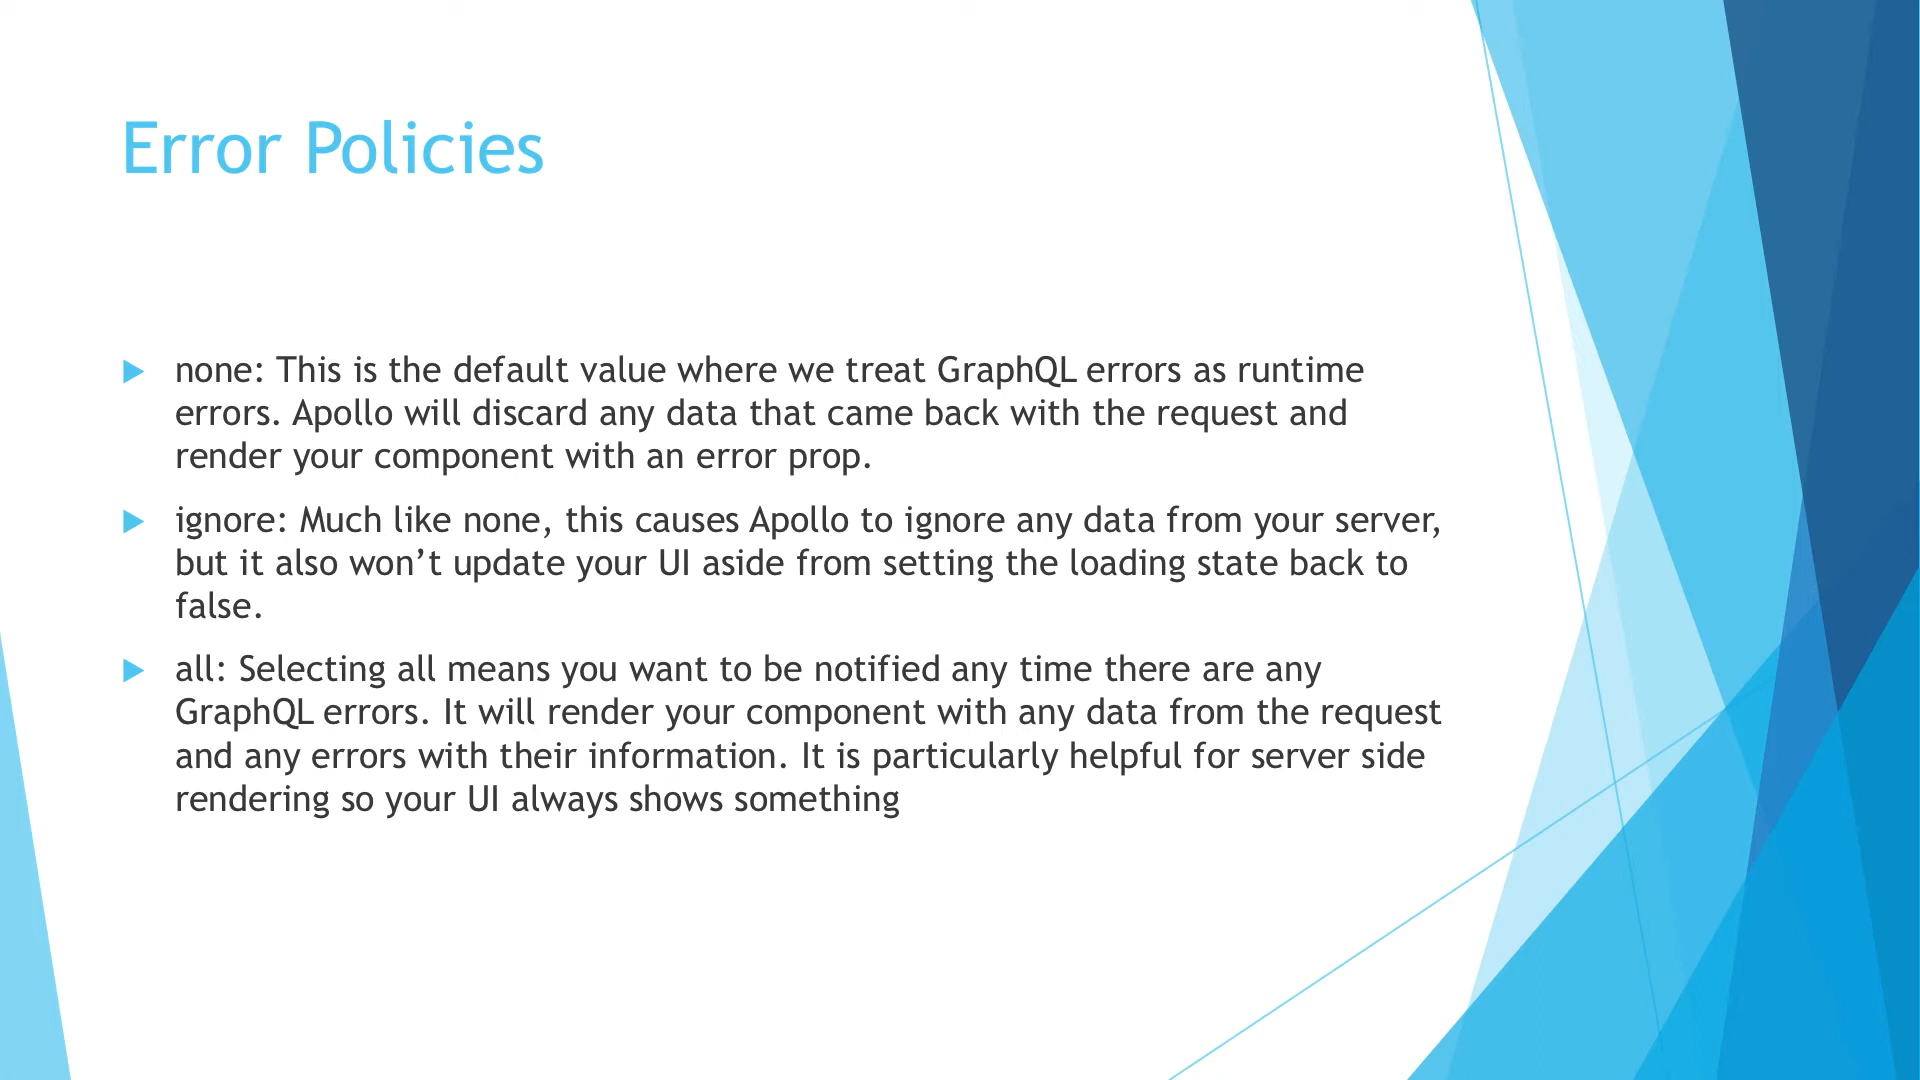 Error Policies
none: This is the default value where we treat GraphQL errors as runtime
errors. Apollo will discard any data that came back with the request and
render your component with an error prop.
ignore: Much like none, this causes Apollo to ignore any data from your server,
but it also won’t update your UI aside from setting the loading state back to
false.
all: Selecting all means you want to be notified any time there are any
GraphQL errors. It will render your component with any data from the request
and any errors with their information. It is particularly helpful for server side
rendering so your UI always shows something